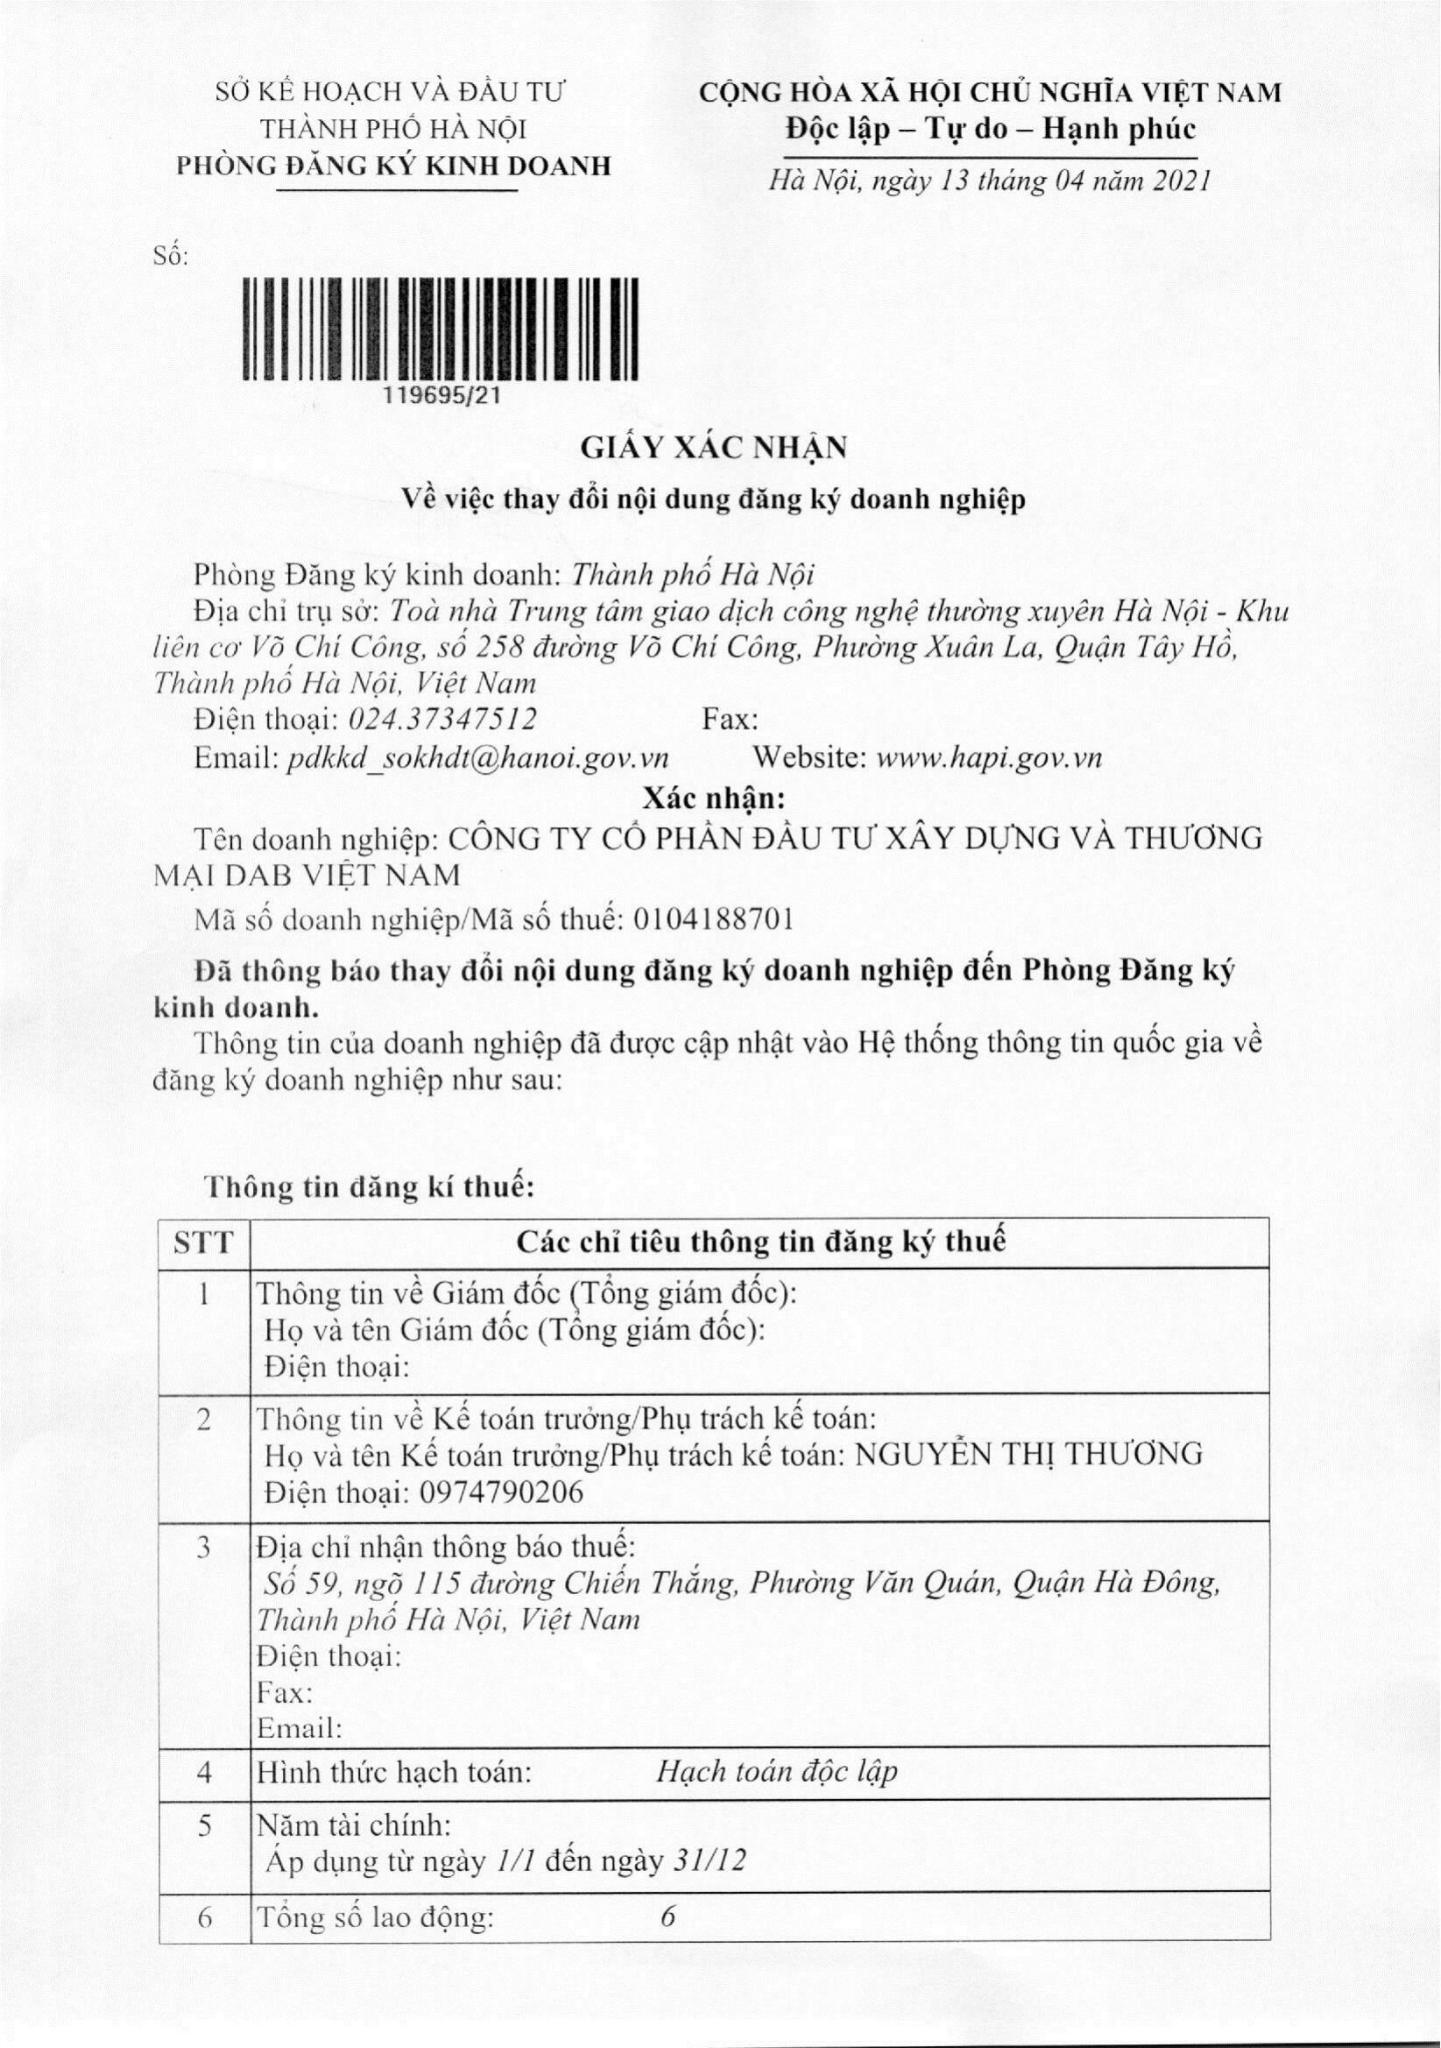 SỞ KẾ HOẠCH VÀ ĐẦU TƯ
THÀNH PHỐ HÀ NỘI
PHÒNG ĐĂNG KÝ KINH DOANH
CỘNG HÒA XÃ HỘI CHỦ NGHĨA VIỆT NAM
Độc lập – Tự do – Hạnh phúc
Hà Nội, ngày 13 tháng 04 năm 2021
Số:
119695/21
GIẤY XÁC NHẬN
Về việc thay đổi nội dung đăng ký doanh nghiệp
Phòng Đăng ký kinh doanh: Thành phố Hà Nội
Địa chỉ trụ sở: Toà nhà Trung tâm giao dịch công nghệ thường xuyên Hà Nội - Khu
liên cơ Võ Chí Công, số 258 đường Võ Chí Công, Phường Xuân La, Quận Tây Hồ,
Thành phố Hà Nội, Việt Nam
Điện thoại: 024.37347512 Fax:
Email: pdkkd_sokhdt@hanoi.gov.vn Website: www.hapi.gov.vn
Xác nhận:
Tên doanh nghiệp: CÔNG TY CỔ PHẦN ĐẦU TƯ XÂY DỰNG VÀ THƯƠNG
MẠI DAB VIỆT NAM
Mã số doanh nghiệp/Mã số thuế: 0104188701
Đã thông báo thay đổi nội dung đăng ký doanh nghiệp đến Phòng Đăng ký
kinh doanh.
Thông tin của doanh nghiệp đã được cập nhật vào Hệ thống thông tin quốc gia về
đăng ký doanh nghiệp như sau:
Thông tin đăng kí thuế:
STT Các chỉ tiêu thông tin đăng ký thuế
1 Thông tin về Giám đốc (Tổng giám đốc):
Họ và tên Giám đốc (Tổng giám đốc):
Điện thoại:
2 Thông tin về Kế toán trưởng/Phụ trách kế toán:
Họ và tên Kế toán trưởng/Phụ trách kế toán: NGUYỄN THỊ THƯƠNG
Điện thoại: 0974790206
3 Địa chỉ nhận thông báo thuế:
Số 59, ngõ 115 đường Chiến Thắng, Phường Văn Quán, Quận Hà Đông,
Thành phố Hà Nội, Việt Nam
Điện thoại:
Fax:
Email:
4 Hình thức hạch toán: Hạch toán độc lập
5 Năm tài chính:
Áp dụng từ ngày 1/1 đến ngày 31/12
6 Tổng số lao động: 6